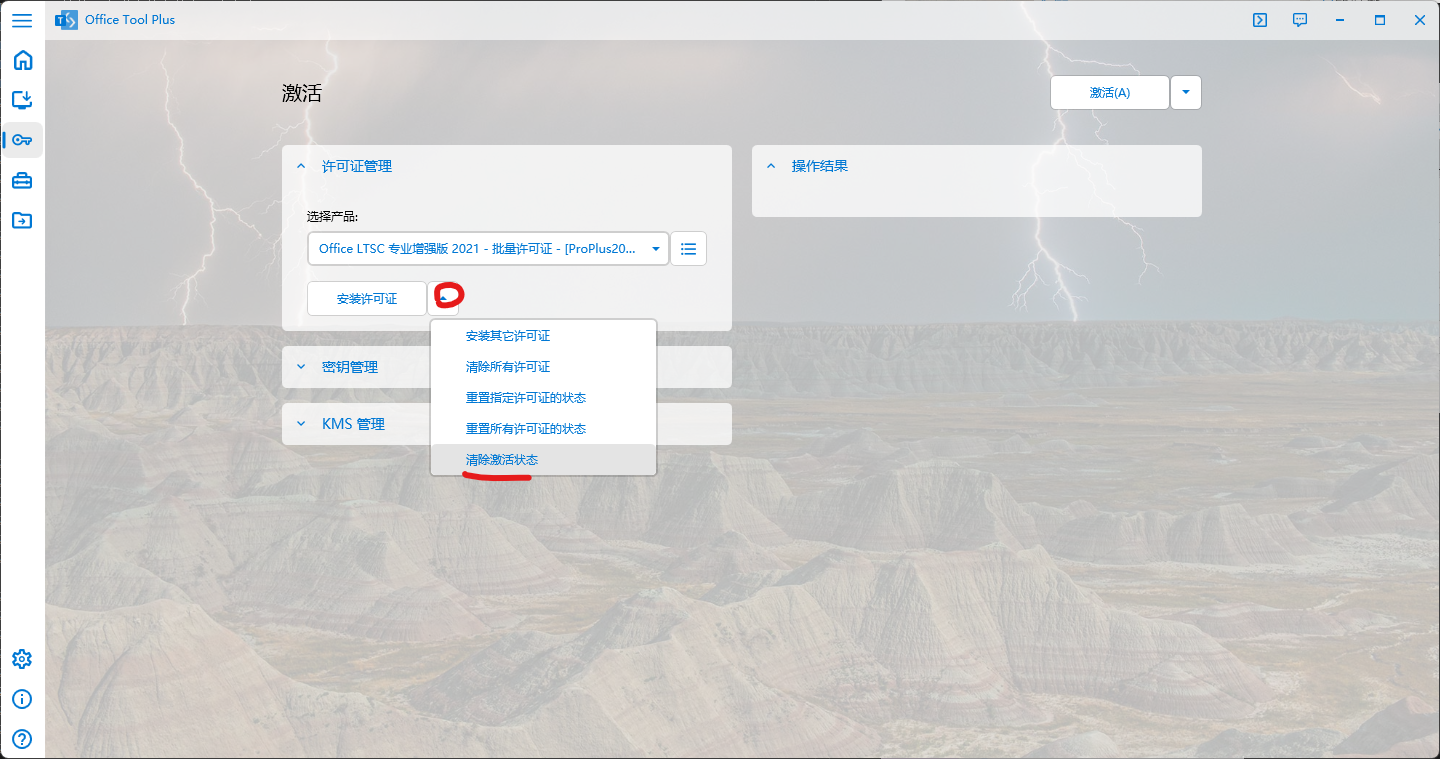 Office Tool Plus
激活
激活(A)
许可证管理
操作结果
选择产品:
Office LTSC 专业增强版 2021 - 批量许可证 - [ProPlus20...
安装许可证
安装其它许可证
清除所有许可证
密钥管理
重置指定许可证的状态
KMS 管理
重置所有许可证的状态
清除激活状态